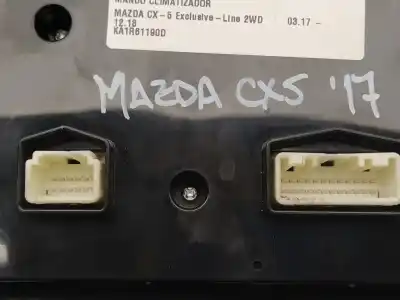 MANDO CLIMATIZADOR
MAZDA CX-5 Exclusive-Line 2WD 03.17 -
12.18
KA1R61190D
MAZDA CX5 '17